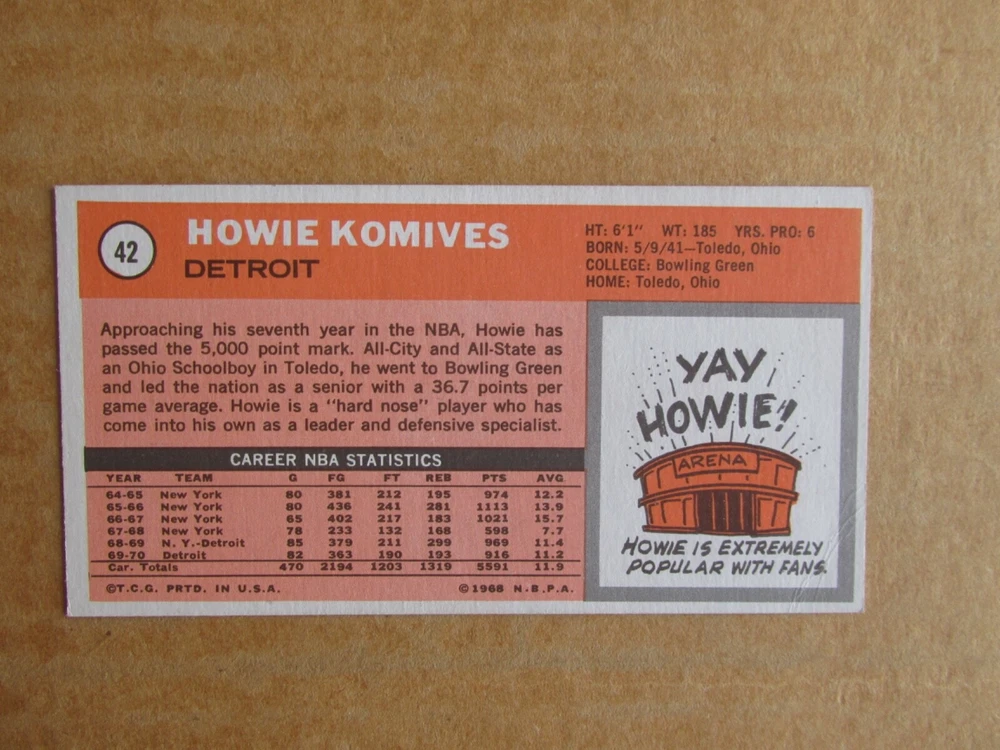 42
HOWIE KOMIVES
DETROIT
HT: 6'1" WT: 185 YRS. PRO: 6
BORN: 5/9/41—Toledo, Ohio
COLLEGE: Bowling Green
HOME: Toledo, Ohio
Approaching his seventh year in the NBA, Howie has
passed the 5,000 point mark. All-City and All-State as
an Ohio Schoolboy in Toledo, he went to Bowling Green
and led the nation as a senior with a 36.7 points per
game average. Howie is a "hard nose" player who has
come into his own as a leader and defensive specialist.
CAREER NBA STATISTICS
YEAR TEAM G FG FT REB PTS AVG
64-65 New York 80 381 212 195 974 12.2
65-66 New York 80 436 241 281 1113 13.9
66-67 New York 65 402 217 183 1021 15.7
67-68 New York 78 233 132 168 598 7.7
68-69 N. Y.-Detroit 85 379 211 299 969 11.4
69-70 Detroit 82 363 190 193 916 11.2
Car. Totals 470 2194 1203 1319 5591 11.9
©T.C.G. PRTD. IN U.S.A. ©1968 N.B.P.A.
YAY
HOWIE!
ARENA
HOWIE IS EXTREMELY
POPULAR WITH FANS.